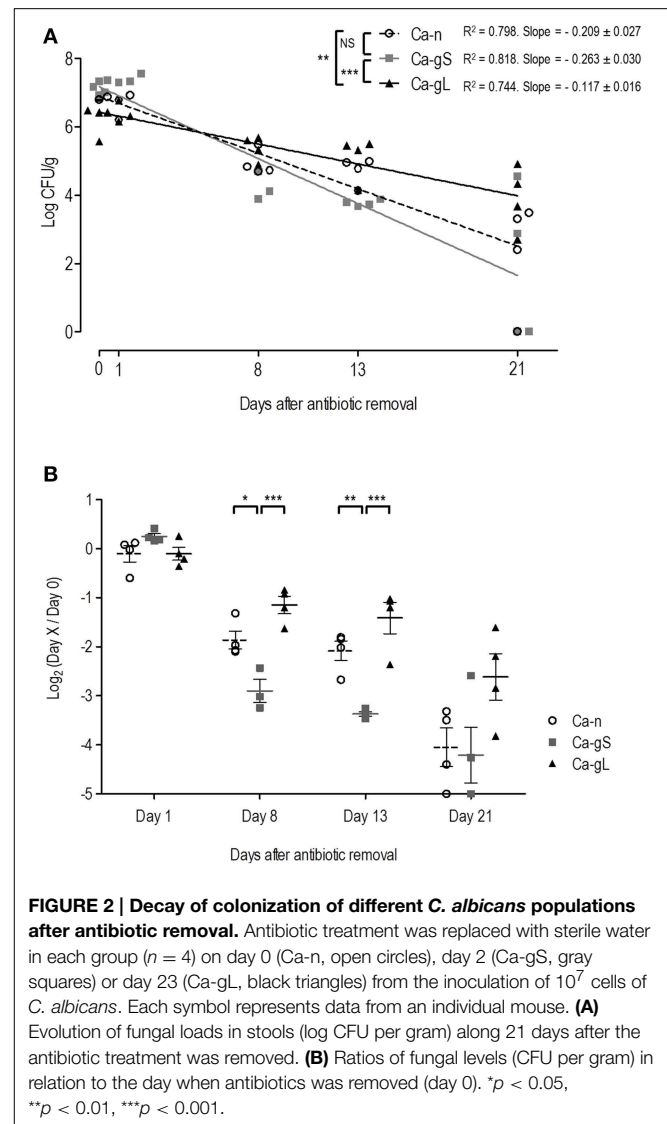 A
** NS ***
Ca-n R² = 0.798. Slope = - 0.209 ± 0.027
Ca-gS R² = 0.818. Slope = - 0.263 ± 0.030
Ca-gL R² = 0.744. Slope = - 0.117 ± 0.016
Log CFU/g
8
6
4
2
0
0 1 8 13 21
Days after antibiotic removal
B
* *** ** ***
Log₂ (Day X / Day 0)
1
0
-1
-2
-3
-4
-5
Ca-n
Ca-gS
Ca-gL
Day 1 Day 8 Day 13 Day 21
Days after antibiotic removal
FIGURE 2 | Decay of colonization of different C. albicans populations
after antibiotic removal. Antibiotic treatment was replaced with sterile water
in each group (n = 4) on day 0 (Ca-n, open circles), day 2 (Ca-gS, gray
squares) or day 23 (Ca-gL, black triangles) from the inoculation of 10⁷ cells of
C. albicans. Each symbol represents data from an individual mouse. (A)
Evolution of fungal loads in stools (log CFU per gram) along 21 days after the
antibiotic treatment was removed. (B) Ratios of fungal levels (CFU per gram) in
relation to the day when antibiotics was removed (day 0). *p < 0.05,
**p < 0.01, ***p < 0.001.